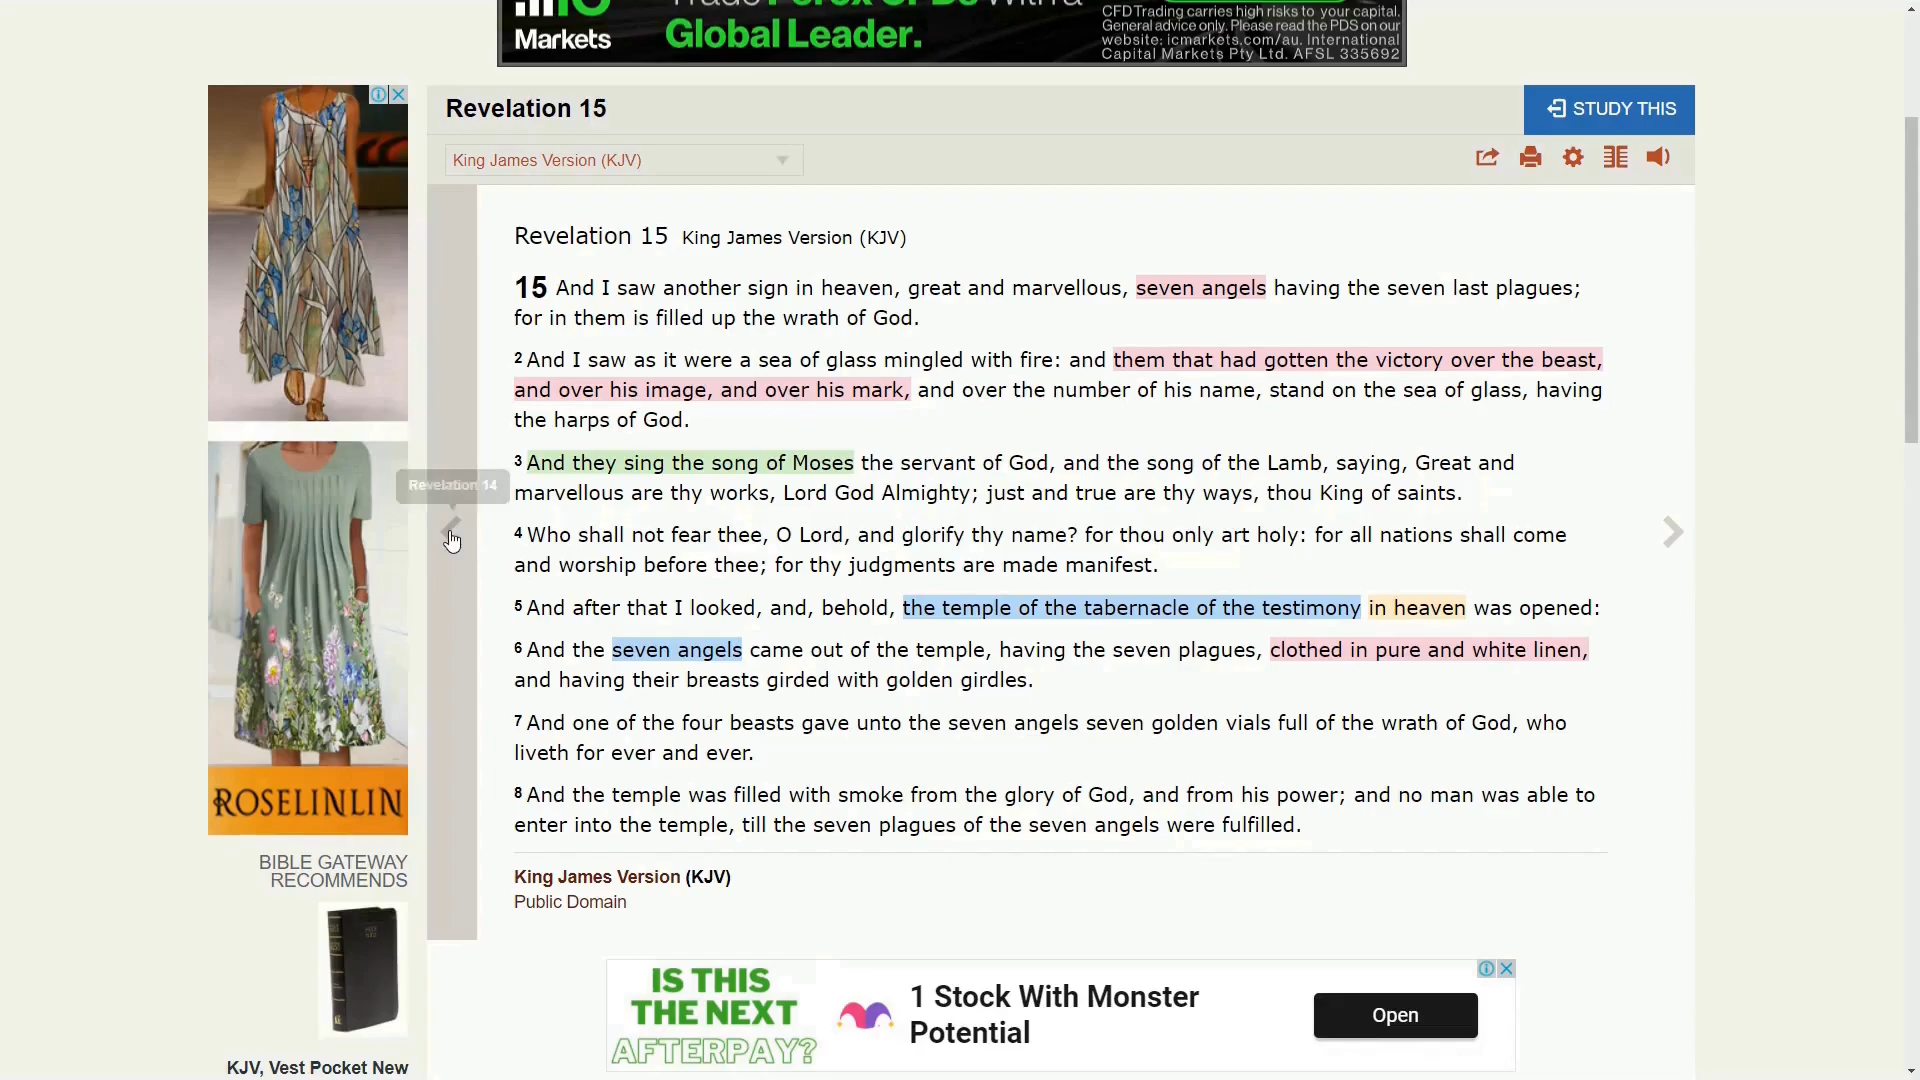 Markets
Global Leader.
CFD Trading carries high risks to your capital.
General advice only. Please read the PDS on our
website: icmarkets.com/au. International
Capital Markets Pty Ltd. AFSL 335692
Revelation 15
STUDY THIS
King James Version (KJV)
Revelation 15 King James Version (KJV)
15 And I saw another sign in heaven, great and marvellous, seven angels having the seven last plagues;
for in them is filled up the wrath of God.
2 And I saw as it were a sea of glass mingled with fire: and them that had gotten the victory over the beast,
and over his image, and over his mark, and over the number of his name, stand on the sea of glass, having
the harps of God.
3 And they sing the song of Moses the servant of God, and the song of the Lamb, saying, Great and
marvellous are thy works, Lord God Almighty; just and true are thy ways, thou King of saints.
Revelation 14
4 Who shall not fear thee, O Lord, and glorify thy name? for thou only art holy: for all nations shall come
and worship before thee; for thy judgments are made manifest.
5 And after that I looked, and, behold, the temple of the tabernacle of the testimony in heaven was opened:
6 And the seven angels came out of the temple, having the seven plagues, clothed in pure and white linen,
and having their breasts girded with golden girdles.
7 And one of the four beasts gave unto the seven angels seven golden vials full of the wrath of God, who
liveth for ever and ever.
8 And the temple was filled with smoke from the glory of God, and from his power; and no man was able to
enter into the temple, till the seven plagues of the seven angels were fulfilled.
King James Version (KJV)
Public Domain
ROSELINLIN
BIBLE GATEWAY
RECOMMENDS
KJV, Vest Pocket New
IS THIS
THE NEXT
AFTERPAY?
1 Stock With Monster
Potential
Open